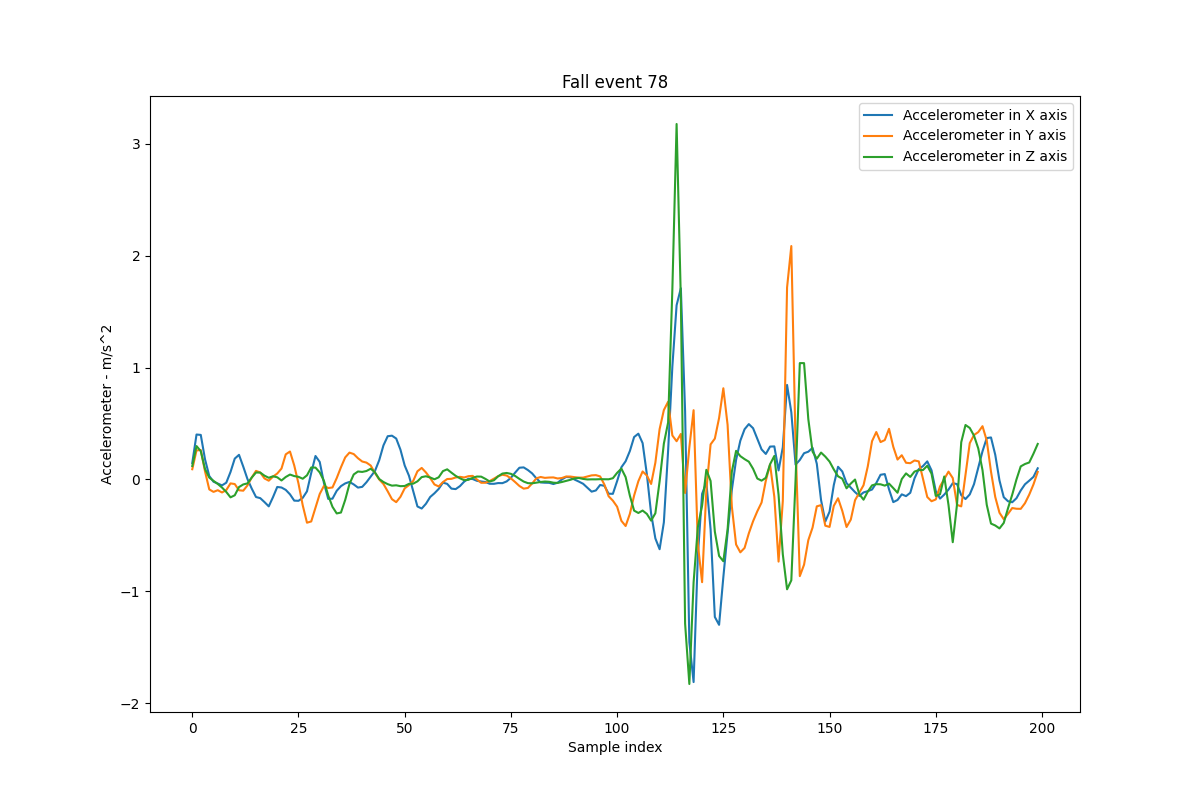 Fall event 78
Accelerometer in X axis
Accelerometer in Y axis
Accelerometer in Z axis
Accelerometer - m/s^2
3
2
1
0
−1
−2
0 25 50 75 100 125 150 175 200
Sample index